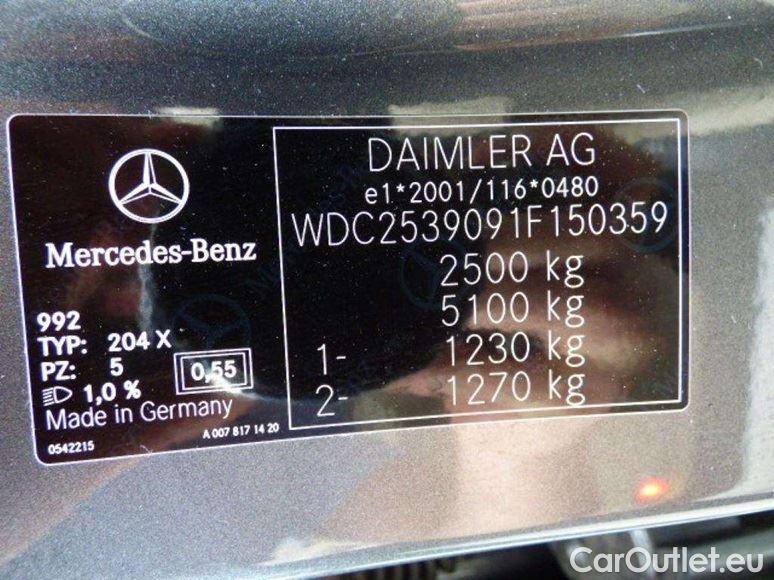 Mercedes-Benz
992
TYP: 204 X
PZ: 5
1,0 %
0,55
Made in Germany
0542215
A 007 817 14 20
DAIMLER AG
e1*2001/116*0480
WDC2539091F150359
2500 kg
5100 kg
1- 1230 kg
2- 1270 kg
CarOutlet.eu